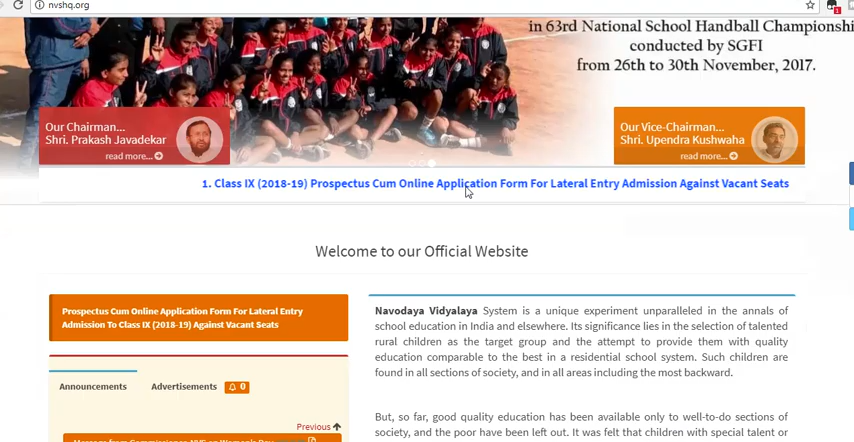 nvshq.org
in 63rd National School Handball Championshi
conducted by SGFI
from 26th to 30th November, 2017.
Our Chairman...
Shri. Prakash Javadekar
read more...
Our Vice-Chairman...
Shri. Upendra Kushwaha
read more...
1. Class IX (2018-19) Prospectus Cum Online Application Form For Lateral Entry Admission Against Vacant Seats
Welcome to our Official Website
Prospectus Cum Online Application Form For Lateral Entry
Admission To Class IX (2018-19) Against Vacant Seats
Announcements
Advertisements 0
Previous
Message from Commissioner NVS on Women's Day
Navodaya Vidyalaya System is a unique experiment unparalleled in the annals of
school education in India and elsewhere. Its significance lies in the selection of talented
rural children as the target group and the attempt to provide them with quality
education comparable to the best in a residential school system. Such children are
found in all sections of society, and in all areas including the most backward.
But, so far, good quality education has been available only to well-to-do sections of
society, and the poor have been left out. It was felt that children with special talent or